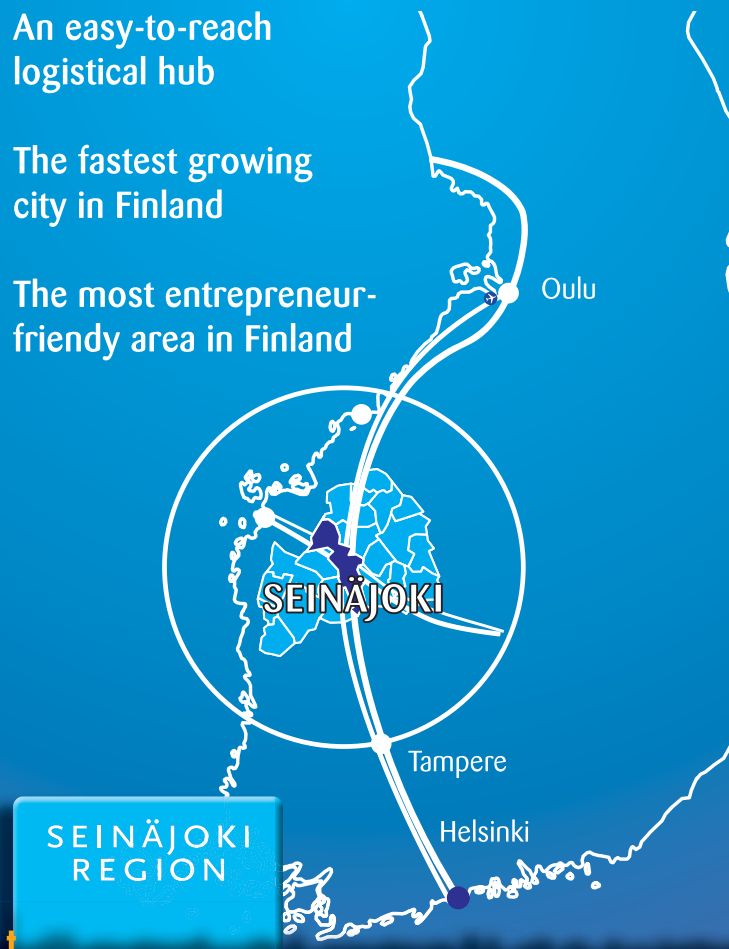 An easy-to-reach
logistical hub
The fastest growing
city in Finland
The most entrepreneur-
friendy area in Finland
Oulu
SEINÄJOKI
Tampere
Helsinki
SEINÄJOKI
REGION